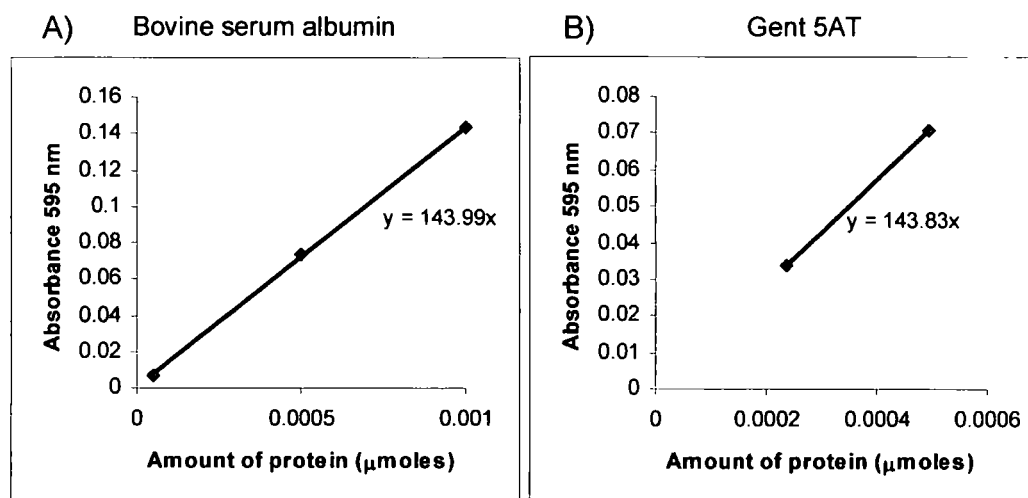 A) Bovine serum albumin
Absorbance 595 nm
0.16
0.14
0.12
0.1
0.08
0.06
0.04
0.02
0
y = 143.99x
0 0.0005 0.001
Amount of protein (μmoles)
B) Gent 5AT
Absorbance 595 nm
0.08
0.07
0.06
0.05
0.04
0.03
0.02
0.01
0
y = 143.83x
0 0.0002 0.0004 0.0006
Amount of protein (μmoles)